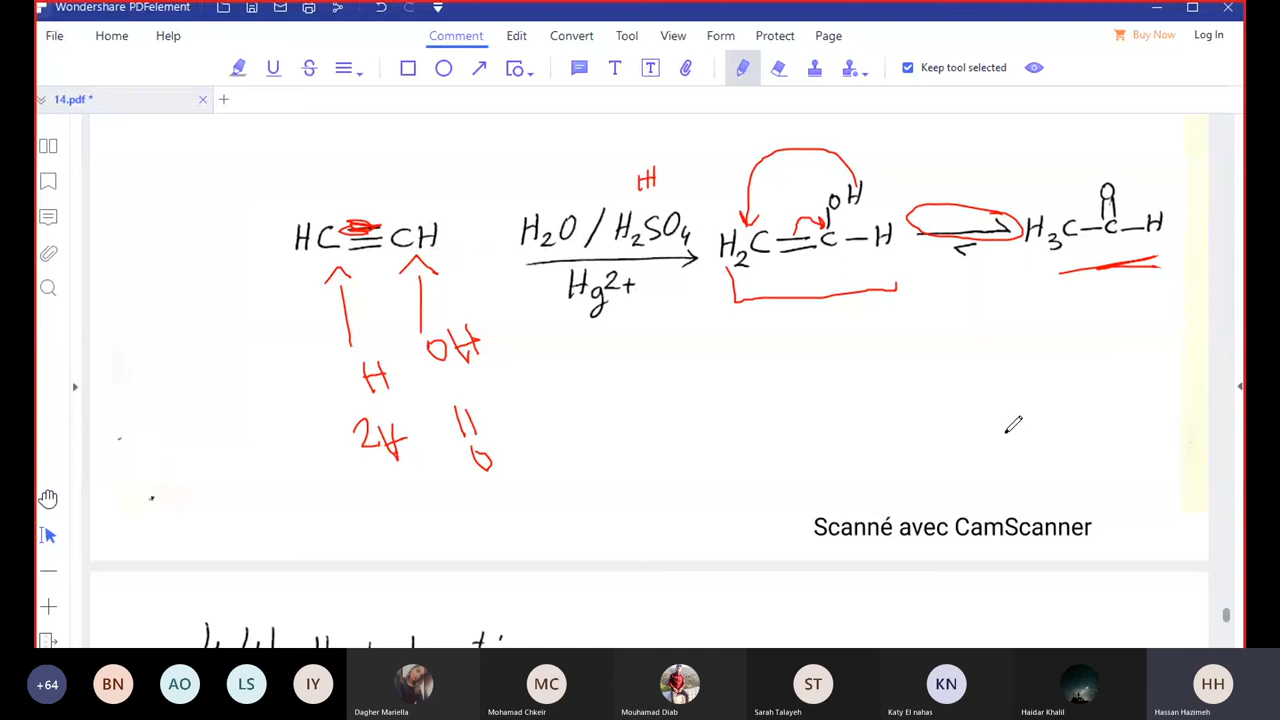 Wondershare PDFelement
File Home Help Comment Edit Convert Tool View Form Protect Page Buy Now Log In
Keep tool selected
14.pdf *
H
HC≡CH H2O / H2SO4 H2C=C-H H3C-C-H
OH O
Hg2+
OH
H
2H
O
Scanné avec CamScanner
+64 BN AO LS IY MC ST KN HH
Dagher Mariella Mohamad Chkeir Mouhamad Diab Sarah Talayeh Katy El nahas Haidar Khalil Hassan Hazimeh